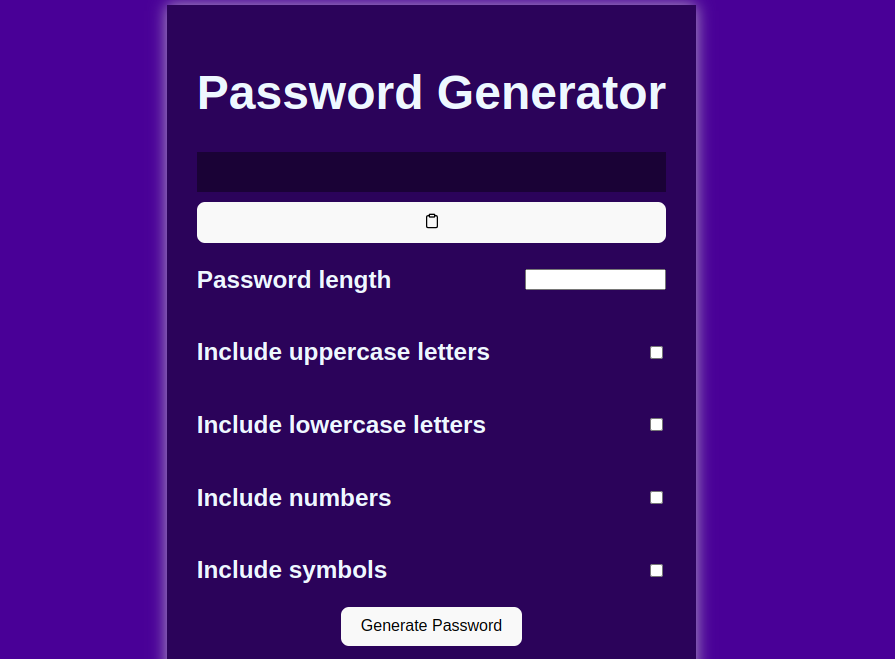 Password Generator
Password length
Include uppercase letters
Include lowercase letters
Include numbers
Include symbols
Generate Password